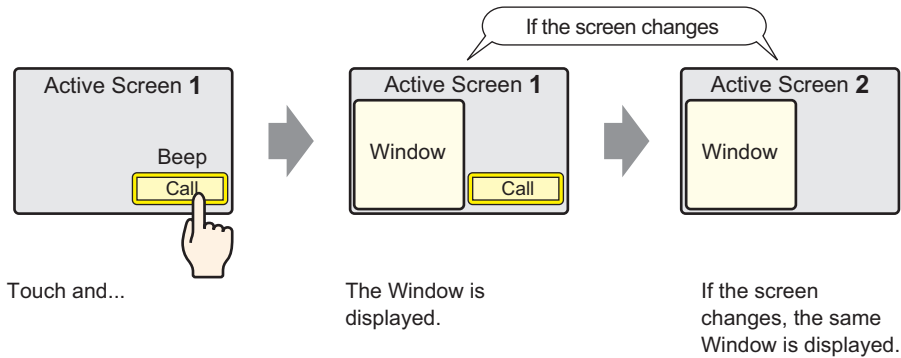 If the screen changes
Active Screen 1
Beep
Call
Touch and...
Active Screen 1
Window
Call
The Window is
displayed.
Active Screen 2
Window
If the screen
changes, the same
Window is displayed.